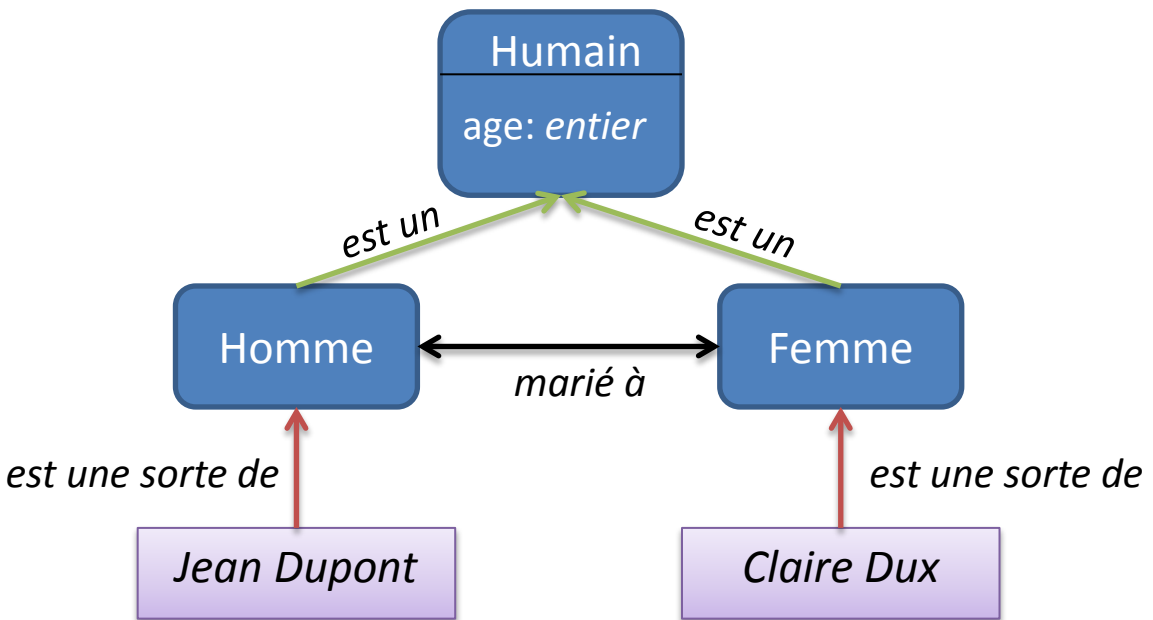 Humain
age: entier
est un
est un
Homme
Femme
marié à
est une sorte de
est une sorte de
Jean Dupont
Claire Dux